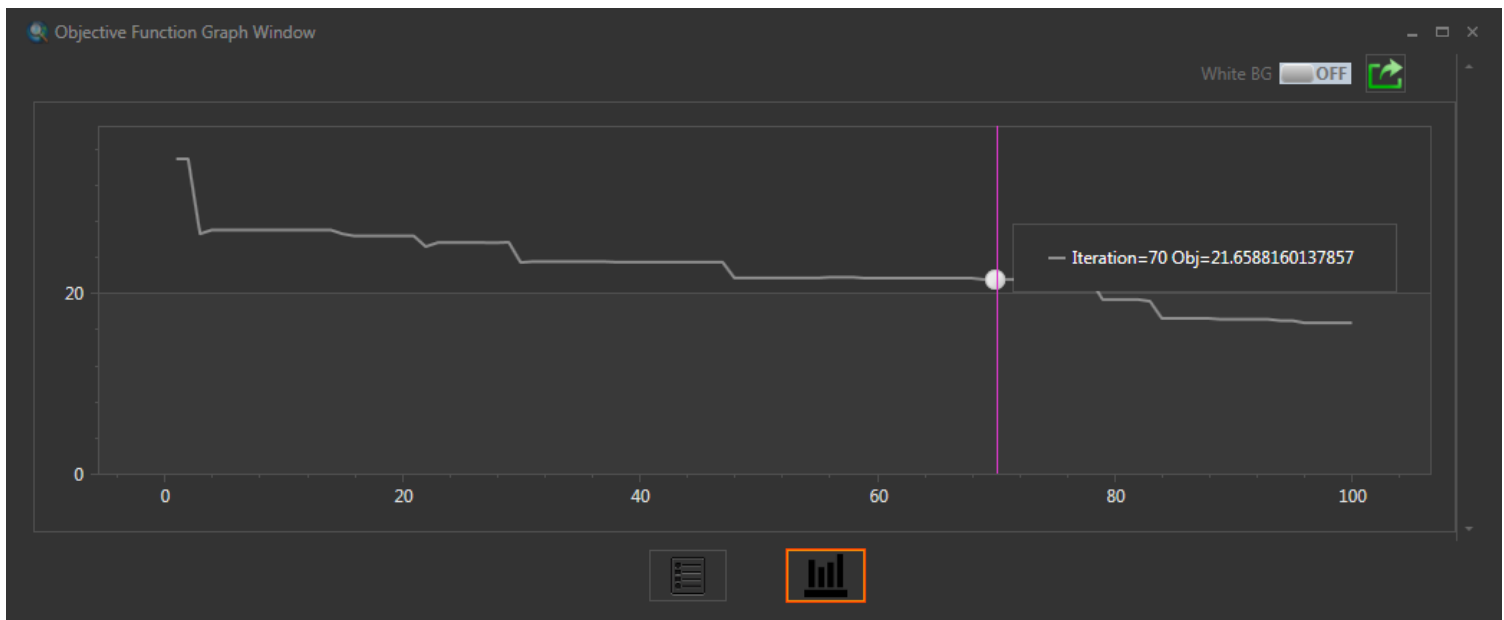 Objective Function Graph Window
White BG OFF
Iteration=70 Obj=21.6588160137857
20
0
0 20 40 60 80 100